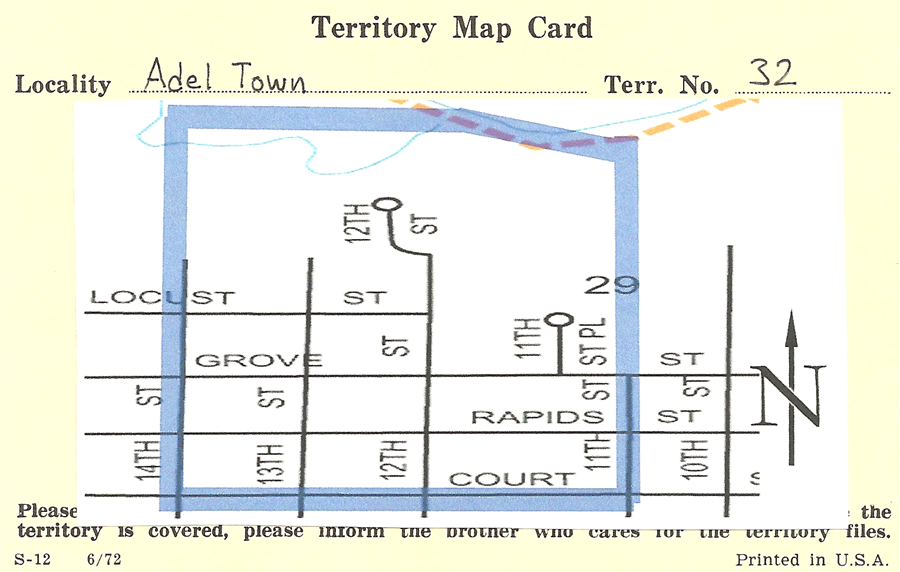 Territory Map Card
Locality Adel Town Terr. No. 32
12TH ST
29
LOCUST ST ST
11TH ST PL
ST
GROVE ST
ST ST ST ST
RAPIDS ST
14TH 13TH 12TH 11TH 10TH
COURT S
N
Please the
territory is covered, please inform the brother who cares for the territory files.
S-12 6/72 Printed in U.S.A.